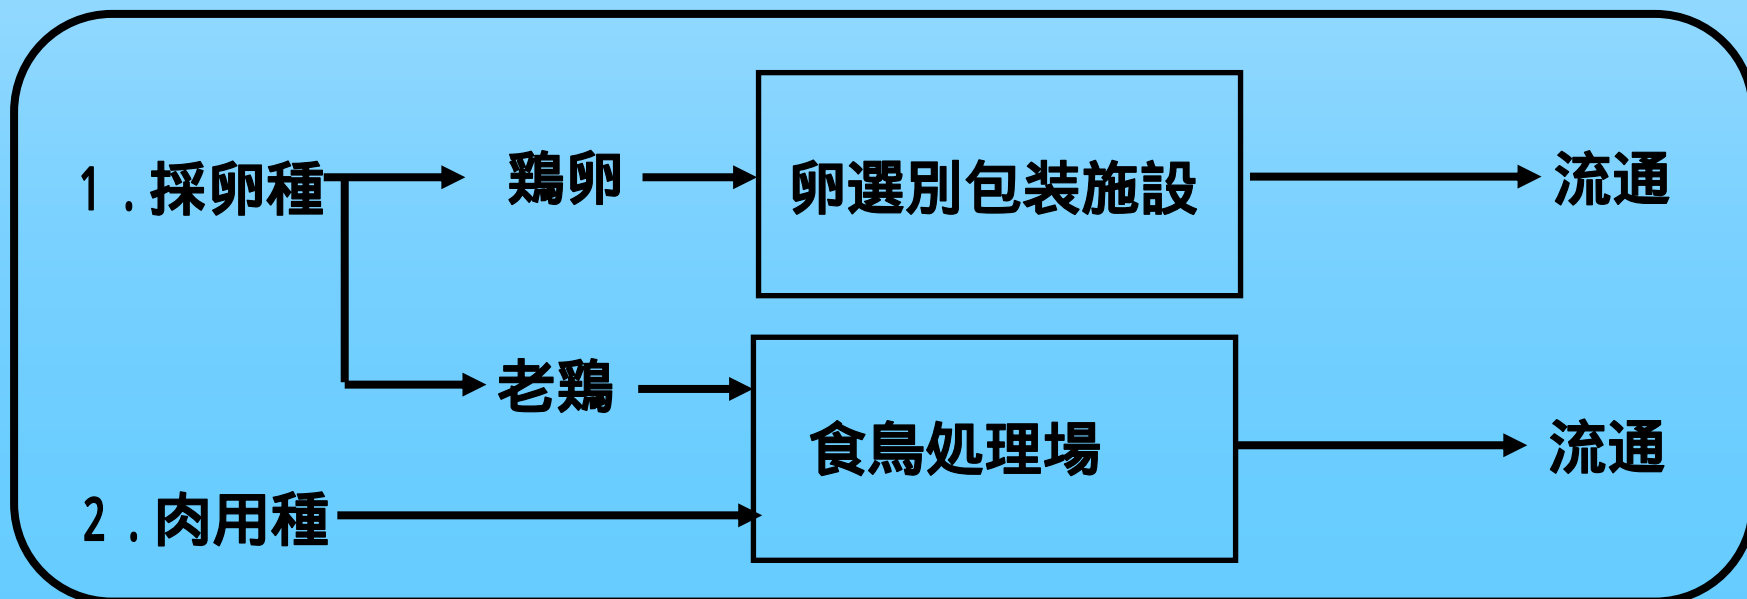 1．採卵種
鶏卵
卵選別包装施設
流通
老鶏
食鳥処理場
流通
2．肉用種